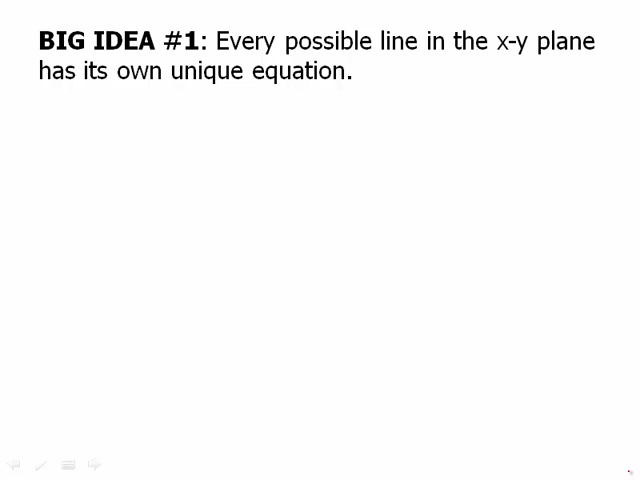 BIG IDEA #1: Every possible line in the x-y plane
has its own unique equation.